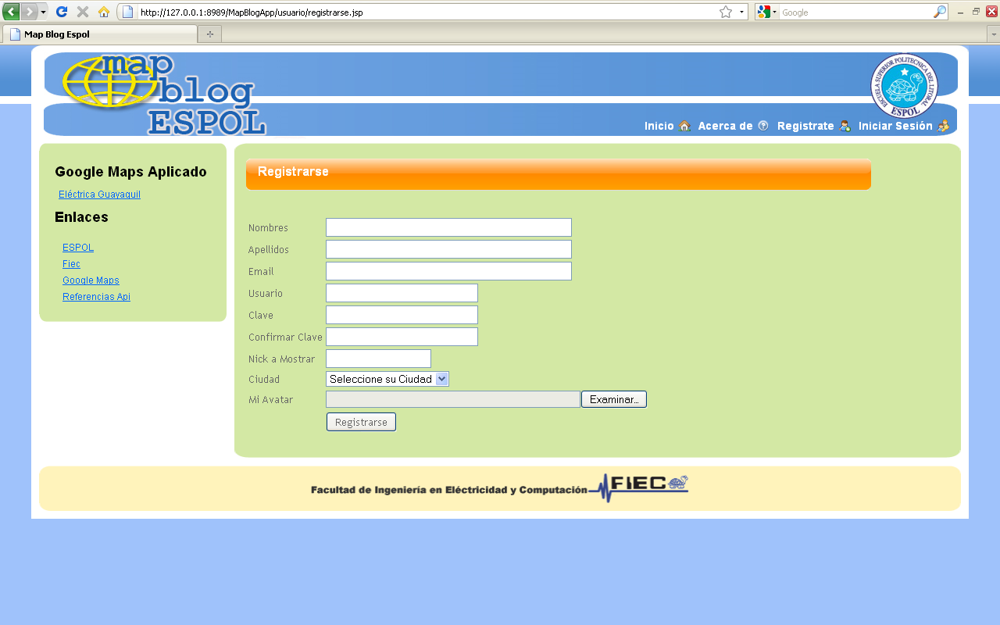 http://127.0.0.1:8989/MapBlogApp/usuario/registrarse.jsp
Google
Map Blog Espol
map
blog
ESPOL
ESCUELA SUPERIOR POLITECNICA DEL LITORAL
ESPOL
Inicio Acerca de ? Registrate Iniciar Sesión
Google Maps Aplicado
Eléctrica Guayaquil
Enlaces
ESPOL
Fiec
Google Maps
Referencias Api
Registrarse
Nombres
Apellidos
Email
Usuario
Clave
Confirmar Clave
Nick a Mostrar
Ciudad Seleccione su Ciudad
Mi Avatar Examinar...
Registrarse
Facultad de Ingeniería en Eléctricidad y Computación FIEC